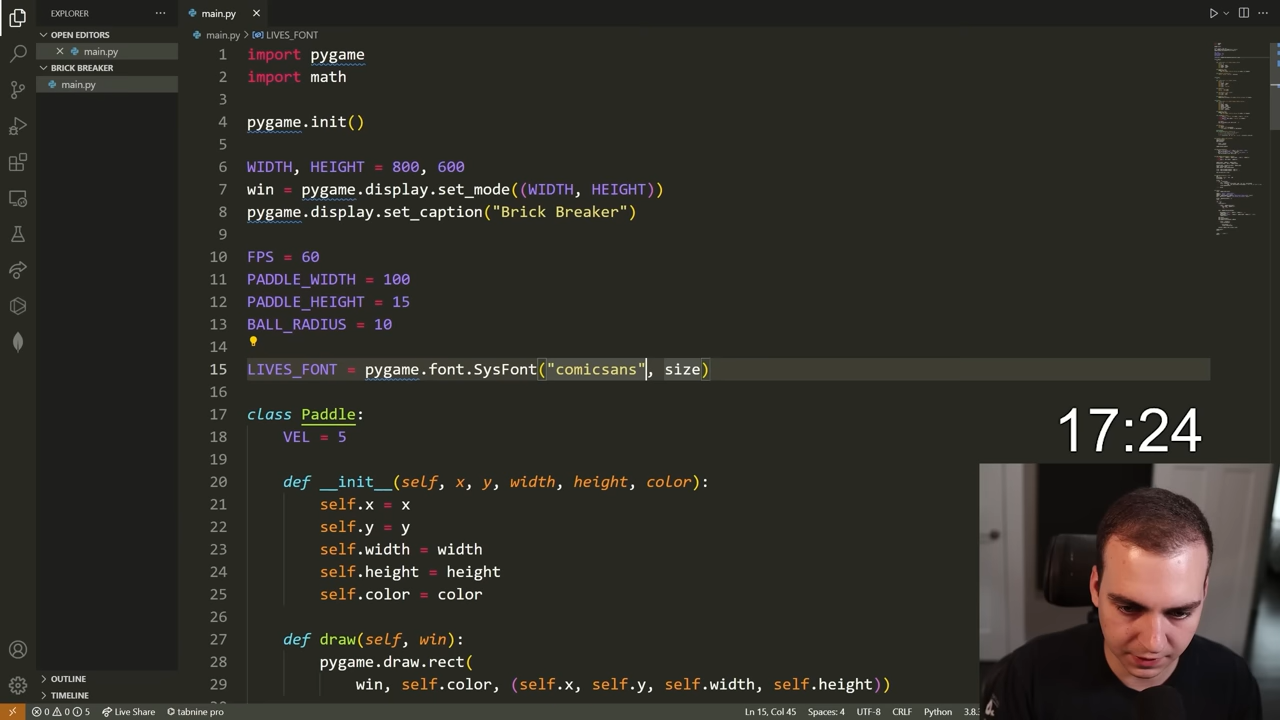 EXPLORER
OPEN EDITORS
main.py
BRICK BREAKER
main.py
OUTLINE
TIMELINE
main.py
main.py > LIVES_FONT
1 import pygame
2 import math
3
4 pygame.init()
5
6 WIDTH, HEIGHT = 800, 600
7 win = pygame.display.set_mode((WIDTH, HEIGHT))
8 pygame.display.set_caption("Brick Breaker")
9
10 FPS = 60
11 PADDLE_WIDTH = 100
12 PADDLE_HEIGHT = 15
13 BALL_RADIUS = 10
14
15 LIVES_FONT = pygame.font.SysFont("comicsans", size)
16
17 class Paddle:
18 VEL = 5
19
20 def __init__(self, x, y, width, height, color):
21 self.x = x
22 self.y = y
23 self.width = width
24 self.height = height
25 self.color = color
26
27 def draw(self, win):
28 pygame.draw.rect(
29 win, self.color, (self.x, self.y, self.width, self.height))
17:24
0 0 5 Live Share tabnine pro Ln 15, Col 45 Spaces: 4 UTF-8 CRLF Python 3.8.